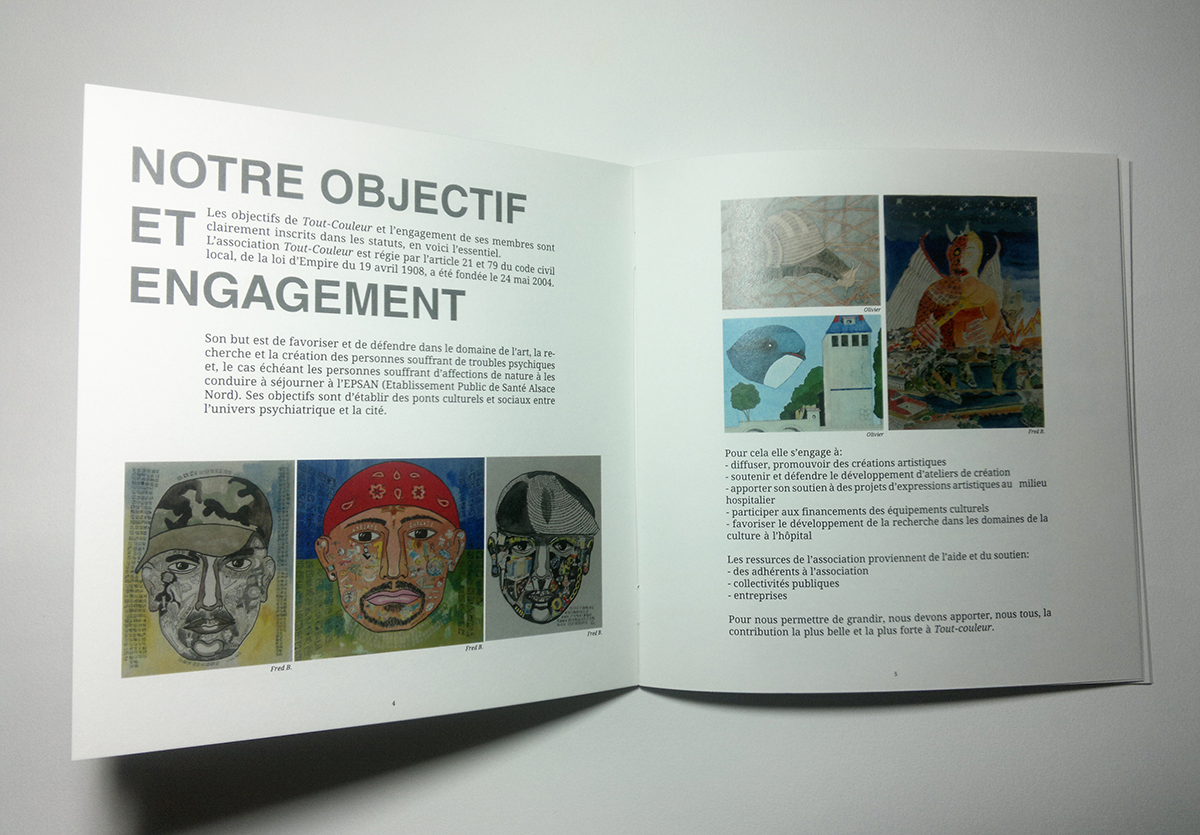 NOTRE OBJECTIF
ET
ENGAGEMENT
Les objectifs de Tout-Couleur et l'engagement de ses membres sont
clairement inscrits dans les statuts, en voici l'essentiel.
L'association Tout-Couleur est régie par l'article 21 et 79 du code civil
local, de la loi d'Empire du 19 avril 1908, a été fondée le 24 mai 2004.
Son but est de favoriser et de défendre dans le domaine de l'art, la re-
cherche et la création des personnes souffrant de troubles psychiques
et, le cas échéant les personnes souffrant d'affections de nature à les
conduire à séjourner à l'EPSAN (Etablissement Public de Santé Alsace
Nord). Ses objectifs sont d'établir des ponts culturels et sociaux entre
l'univers psychiatrique et la cité.
Fred B.
Fred B.
Fred B.
4
Olivier
Olivier
Fred B.
Pour cela elle s'engage à:
- diffuser, promouvoir des créations artistiques
- soutenir et défendre le développement d'ateliers de création
- apporter son soutien à des projets d'expressions artistiques au milieu
hospitalier
- participer aux financements des équipements culturels
- favoriser le développement de la recherche dans les domaines de la
culture à l'hôpital
Les ressurces de l'association proviennent de l'aide et du soutien:
- des adhérents à l'association
- collectivités publiques
- entreprises
Pour nous permettre de grandir, nous devons apporter, nous tous, la
contribution la plus belle et la plus forte à Tout-couleur.
5